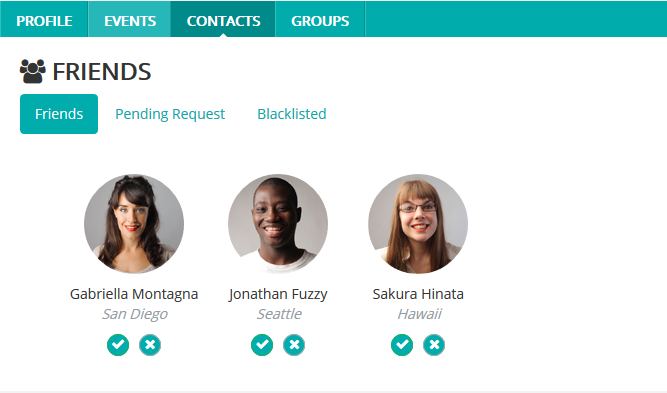 PROFILE EVENTS CONTACTS GROUPS
FRIENDS
Friends Pending Request Blacklisted
Gabriella Montagna Jonathan Fuzzy Sakura Hinata
San Diego Seattle Hawaii